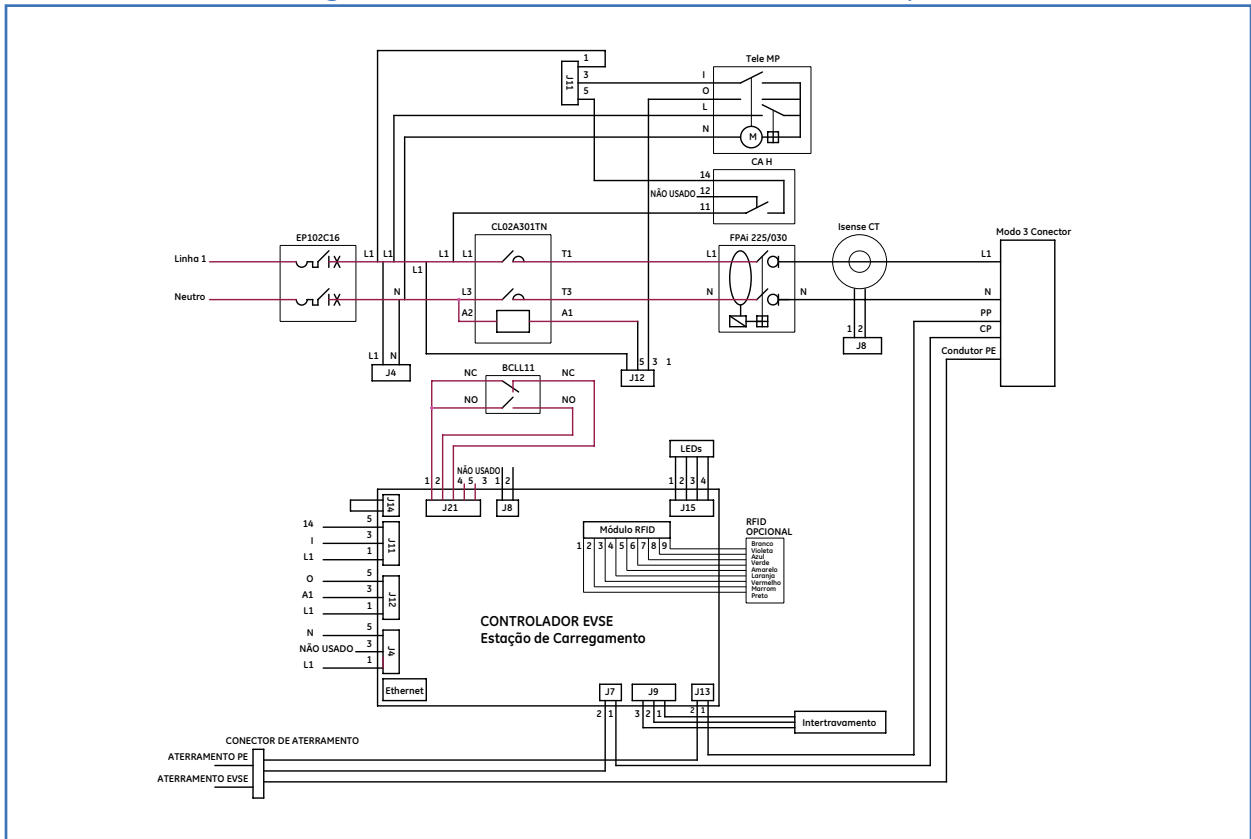 1
3
5
J11
Tele MP
I
O
L
N
M
CA H
14
NÃO USADO 12
11
EP102C16
CL02A301TN
FPAi 225/030
Isense CT
Modo 3 Conector
Linha 1
L1 L1
L1
L1
L1
T1
L1
L1
Neutro
N
L3
T3
N
N
N
A2
A1
PP
CP
Condutor PE
1 2
J8
L1 N
J4
5 3 1
J12
BCLL11
NC
NC
NO
NO
NÃO USADO
1 2 4 5 3 1 2
J21
J8
LEDs
1 2 3 4
J15
J14
14
5
I
3
L1
1
J11
O
5
A1
3
L1
1
J12
N
5
NÃO USADO
3
L1
1
J4
Ethernet
Módulo RFID
1 2 3 4 5 6 7 8 9
RFID
OPCIONAL
Branco
Violeta
Azul
Verde
Amarelo
Laranja
Vermelho
Marrom
Preto
CONTROLADOR EVSE
Estação de Carregamento
J7
J9
J13
2 1
3 2 1
2 1
Intertravamento
CONECTOR DE ATERRAMENTO
ATERRAMENTO PE
ATERRAMENTO EVSE